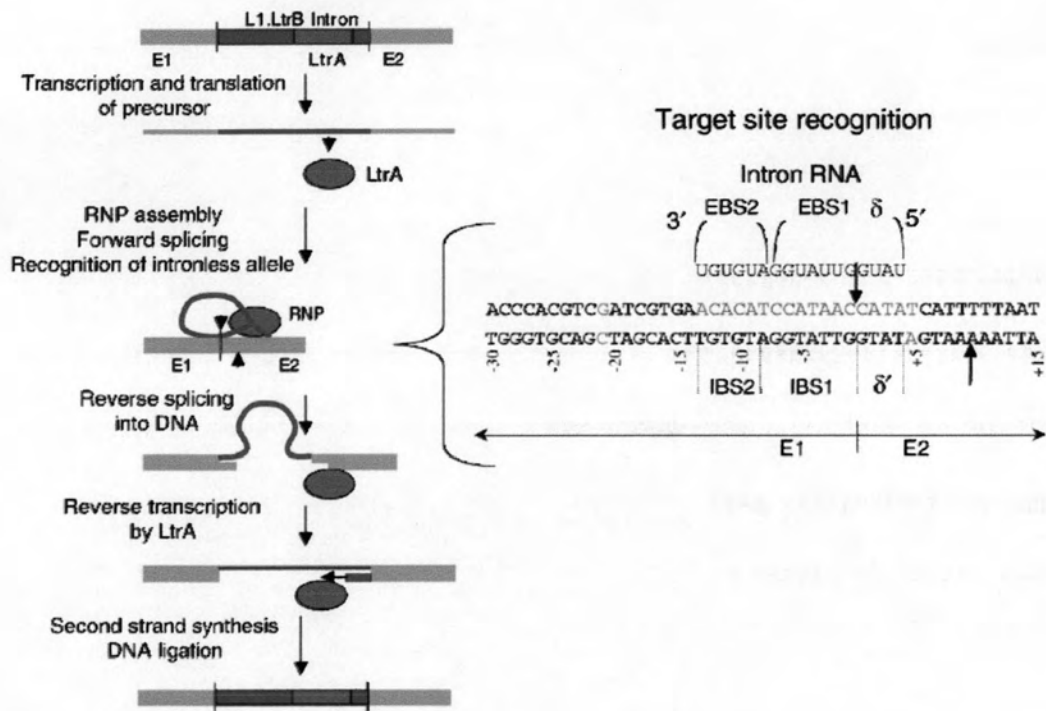 L1.LtrB Intron
E1 LtrA E2
Transcription and translation
of precursor
LtrA
RNP assembly
Forward splicing
Recognition of intronless allele
RNP
E1 E2
Reverse splicing
into DNA
Reverse transcription
by LtrA
Second strand synthesis
DNA ligation
Target site recognition
Intron RNA
3′ EBS2 EBS1 δ 5′
UGUGUAGGUAUUGGUAU
ACCCACGTCGATCGTGAACACATCCATAACCATATCATTTTTAAT
TGGGTGCAGCTAGCACTTGTGTAGGTATTGGTATAGTAAAAATTA
-30 -25 -20 -15 -10 -5 +5 +15
IBS2 IBS1 δ′
E1 E2